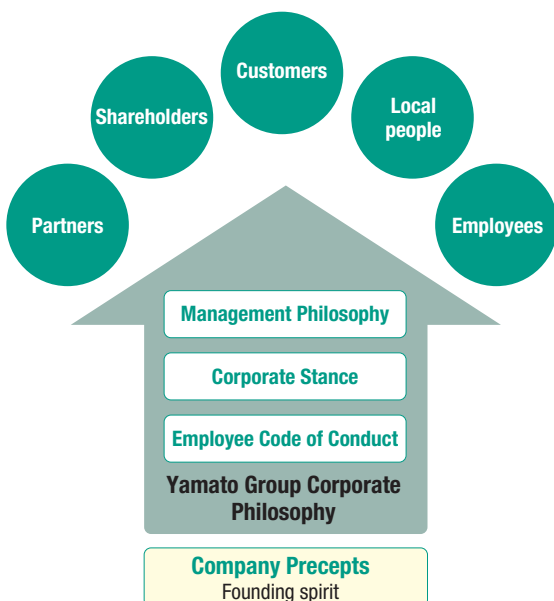 Customers
Shareholders
Local
people
Partners
Employees
Management Philosophy
Corporate Stance
Employee Code of Conduct
Yamato Group Corporate
Philosophy
Company Precepts
Founding spirit